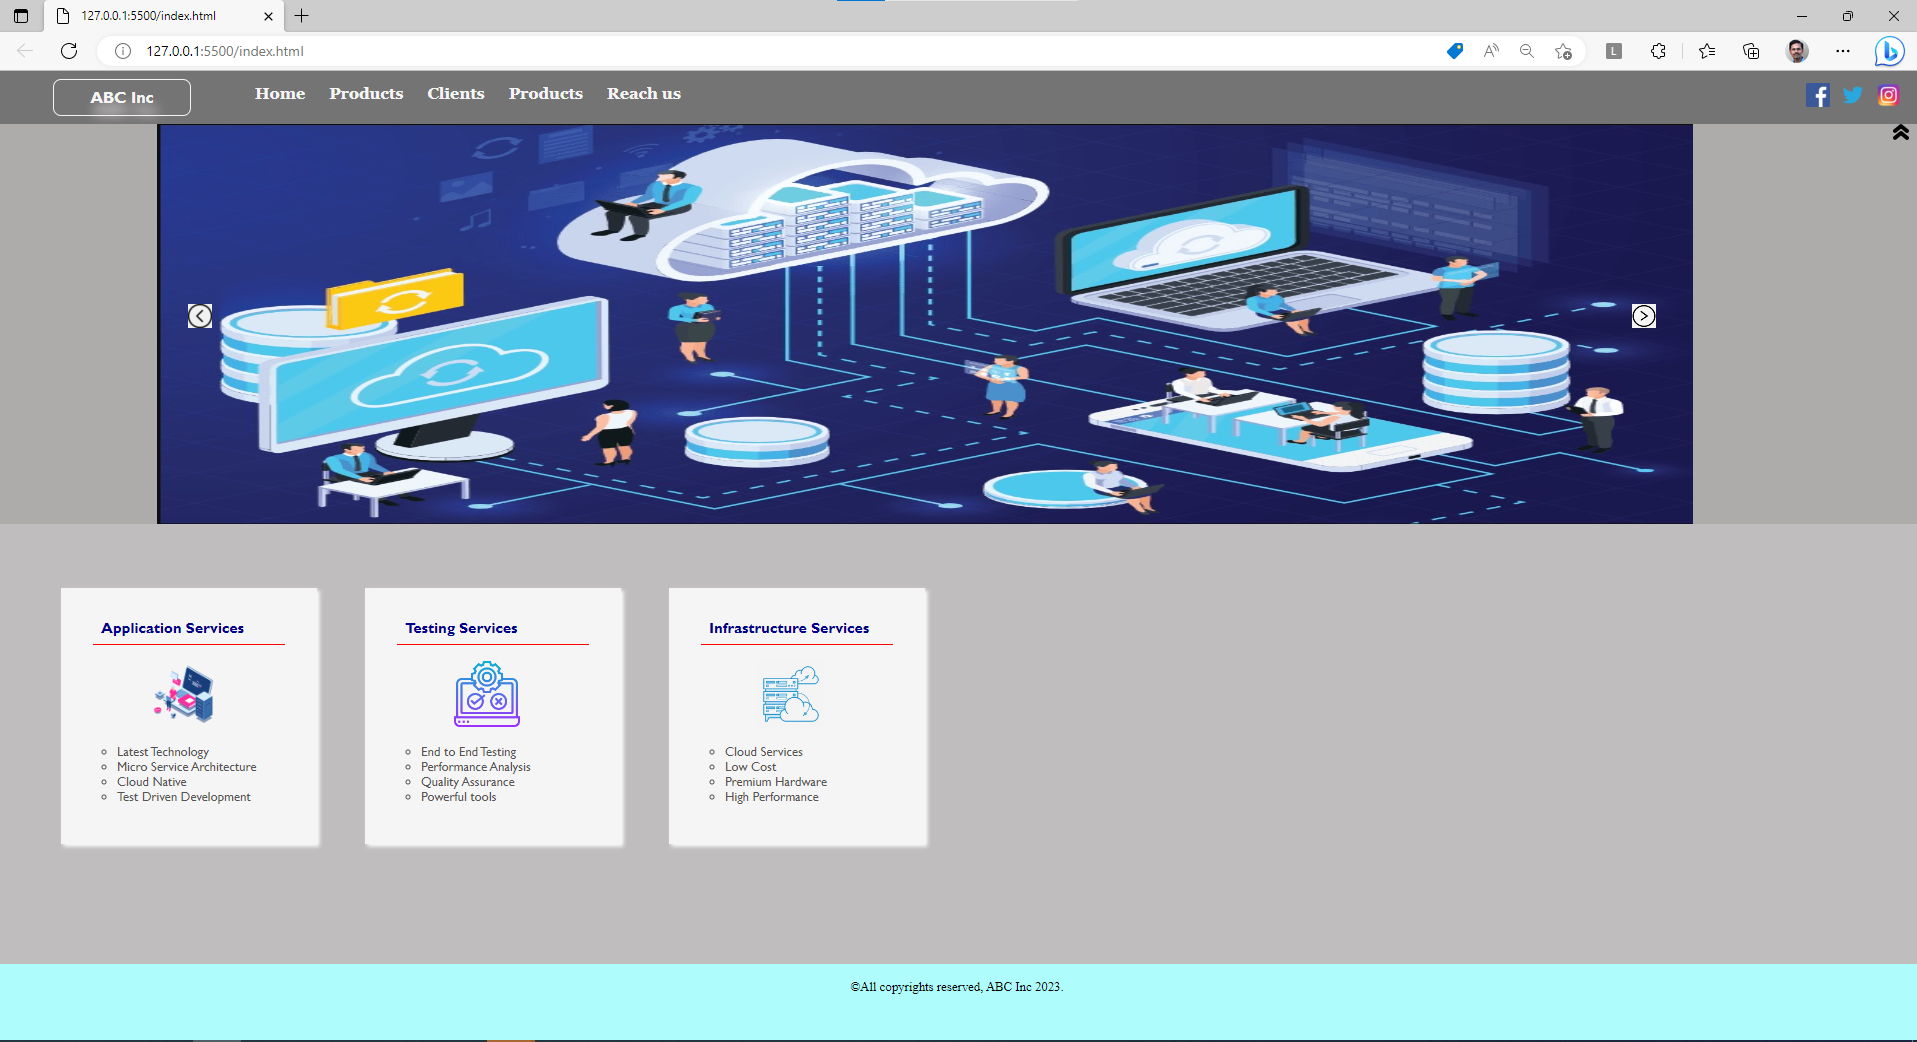 127.0.0.1:5500/index.html
127.0.0.1:5500/index.html
ABC Inc
Home Products Clients Products Reach us
Application Services
Latest Technology
Micro Service Architecture
Cloud Native
Test Driven Development
Testing Services
End to End Testing
Performance Analysis
Quality Assurance
Powerful tools
Infrastructure Services
Cloud Services
Low Cost
Premium Hardware
High Performance
©All copyrights reserved, ABC Inc 2023.